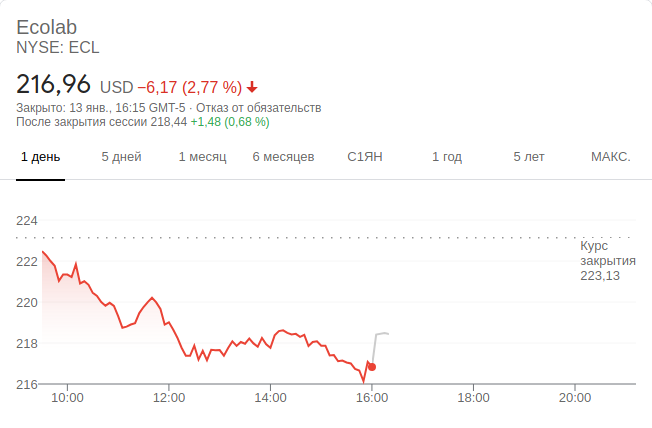 Ecolab
NYSE: ECL
216,96 USD −6,17 (2,77 %)
Закрыто: 13 янв., 16:15 GMT-5 · Отказ от обязательств
После закрытия сессии 218,44 +1,48 (0,68 %)
1 день 5 дней 1 месяц 6 месяцев С1ЯН 1 год 5 лет МАКС.
224
Курс
закрытия
223,13
222
220
218
216
10:00 12:00 14:00 16:00 18:00 20:00